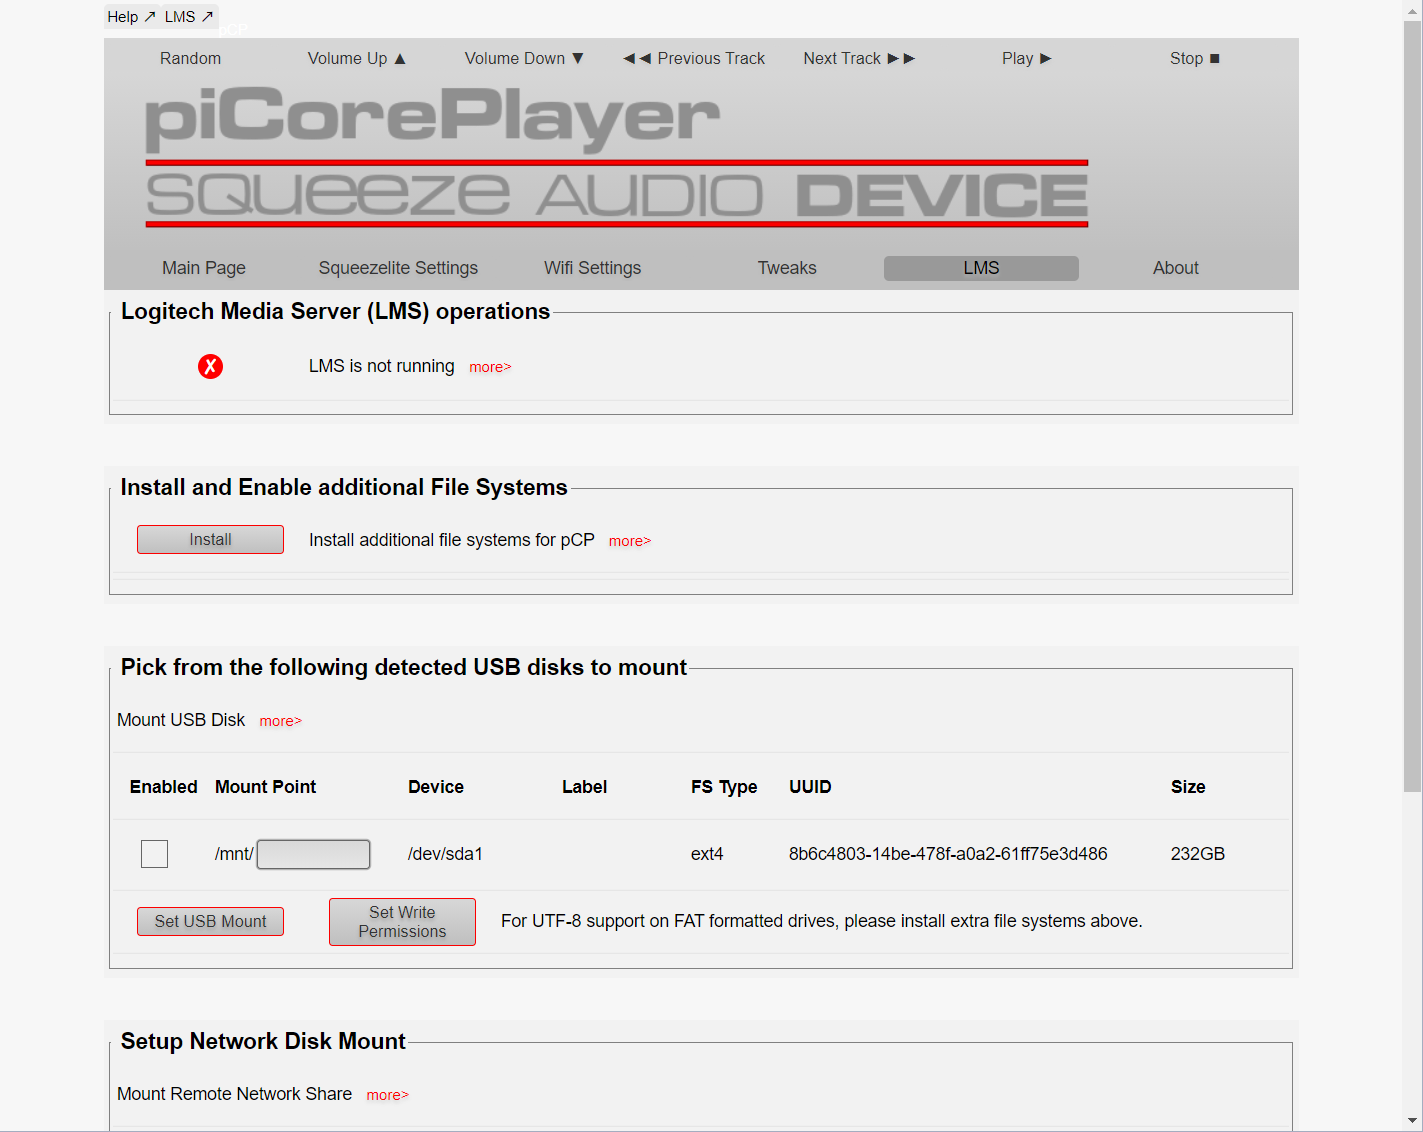 Help ↗ LMS ↗
pCP
Random Volume Up ▲ Volume Down ▼ ◄◄ Previous Track Next Track ►► Play ► Stop ■
piCorePlayer
SQUEEZE AUDIO DEVICE
Main Page Squeezelite Settings Wifi Settings Tweaks LMS About
Logitech Media Server (LMS) operations
X LMS is not running more>
Install and Enable additional File Systems
Install Install additional file systems for pCP more>
Pick from the following detected USB disks to mount
Mount USB Disk more>
Enabled Mount Point Device Label FS Type UUID Size
/mnt/ /dev/sda1 ext4 8b6c4803-14be-478f-a0a2-61ff75e3d486 232GB
Set USB Mount Set Write Permissions For UTF-8 support on FAT formatted drives, please install extra file systems above.
Setup Network Disk Mount
Mount Remote Network Share more>